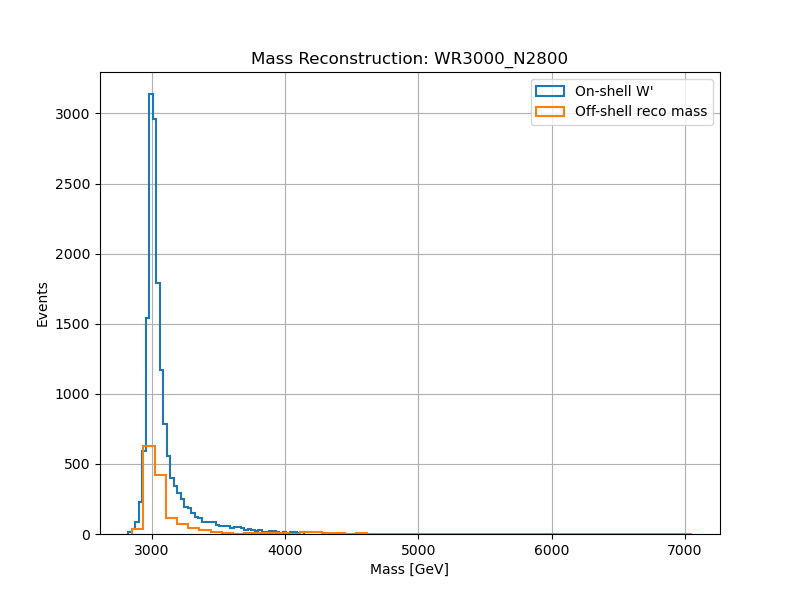 Mass Reconstruction: WR3000_N2800
On-shell W'
Off-shell reco mass
3000
2500
2000
1500
1000
500
0
Events
3000 4000 5000 6000 7000
Mass [GeV]